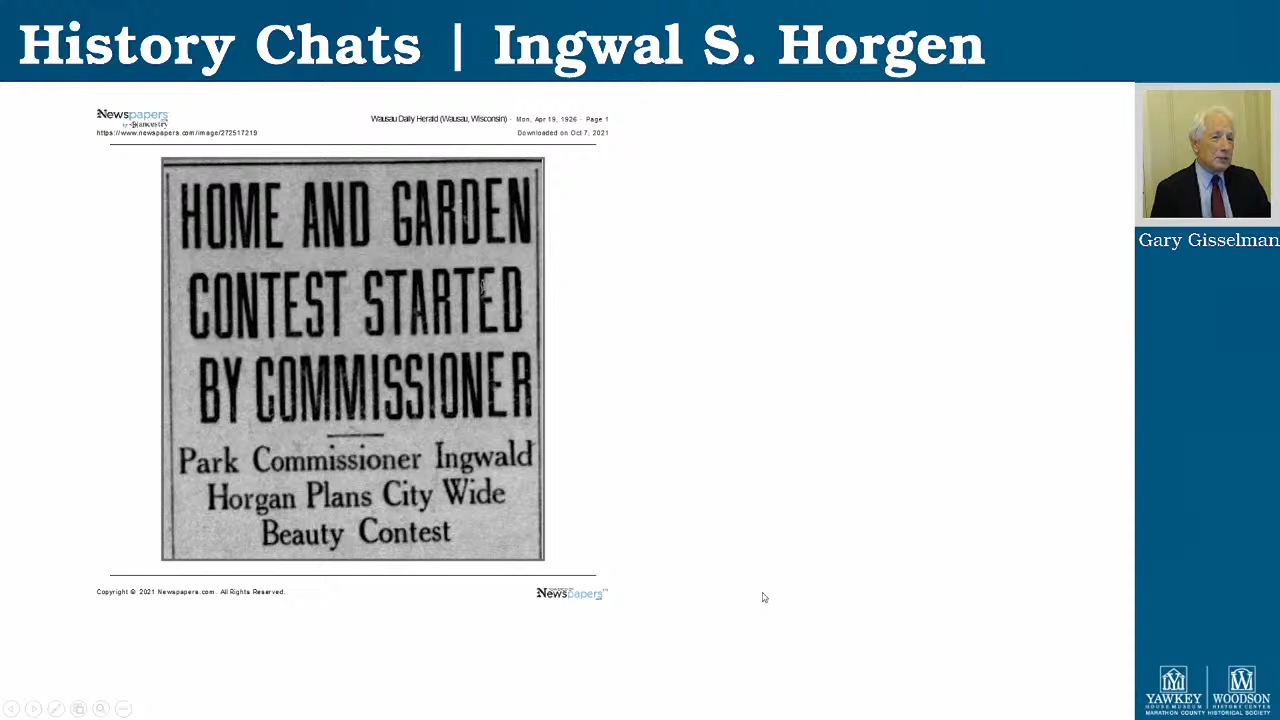 History Chats | Ingwal S. Horgen
Newspapers
by ancestry
Wausau Daily Herald (Wausau, Wisconsin) · Mon, Apr 19, 1926 · Page 1
https://www.newspapers.com/image/272517219
Downloaded on Oct 7, 2021
HOME AND GARDEN
CONTEST STARTED
BY COMMISSIONER
Park Commissioner Ingwald
Horgan Plans City Wide
Beauty Contest
Copyright © 2021 Newspapers.com. All Rights Reserved.
Newspapers
Gary Gisselman
YAWKEY
HOUSE MUSEUM
WOODSON
HISTORY CENTER
MARATHON COUNTY HISTORICAL SOCIETY